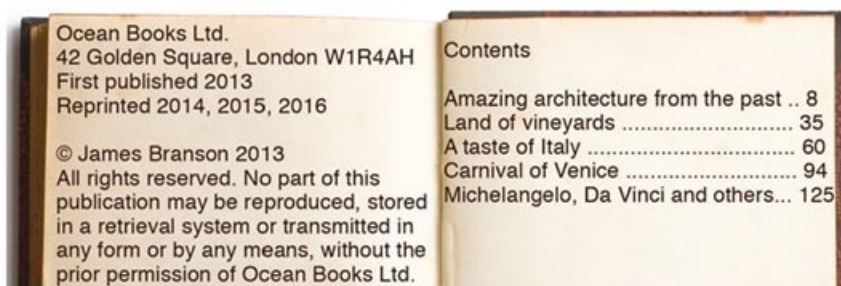 Ocean Books Ltd.
42 Golden Square, London W1R4AH
First published 2013
Reprinted 2014, 2015, 2016
© James Branson 2013
All rights reserved. No part of this
publication may be reproduced, stored
in a retrieval system or transmitted in
any form or by any means, without the
prior permission of Ocean Books Ltd.
Contents
Amazing architecture from the past .. 8
Land of vineyards ............................ 35
A taste of Italy .................................. 60
Carnival of Venice ............................ 94
Michelangelo, Da Vinci and others... 125